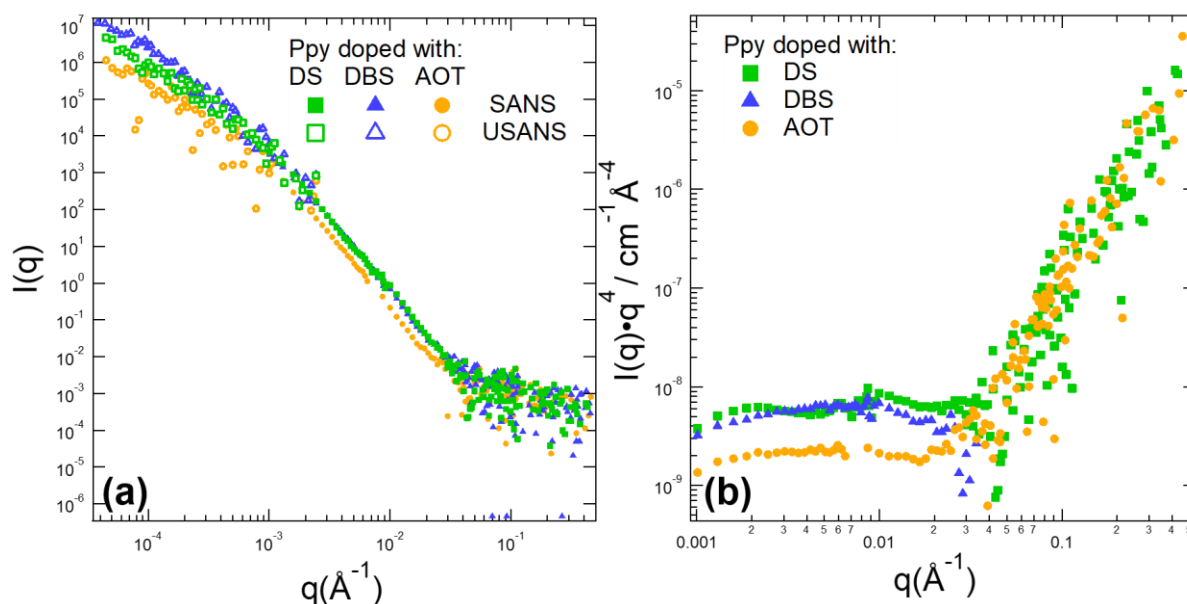 10^7
10^6
10^5
10^4
10^3
10^2
10^1
10^0
10^-1
10^-2
10^-3
10^-4
10^-5
10^-6
I(q)
Ppy doped with:
DS DBS AOT
SANS
USANS
(a)
10^-4 10^-3 10^-2 10^-1
q(Å^-1)
I(q)•q^4 / cm^-1 Å^-4
10^-5
10^-6
10^-7
10^-8
10^-9
Ppy doped with:
DS
DBS
AOT
(b)
2 3 4 5 6 7 2 3 4 5 6 7 2 3 4
0.001 0.01 0.1
q(Å^-1)